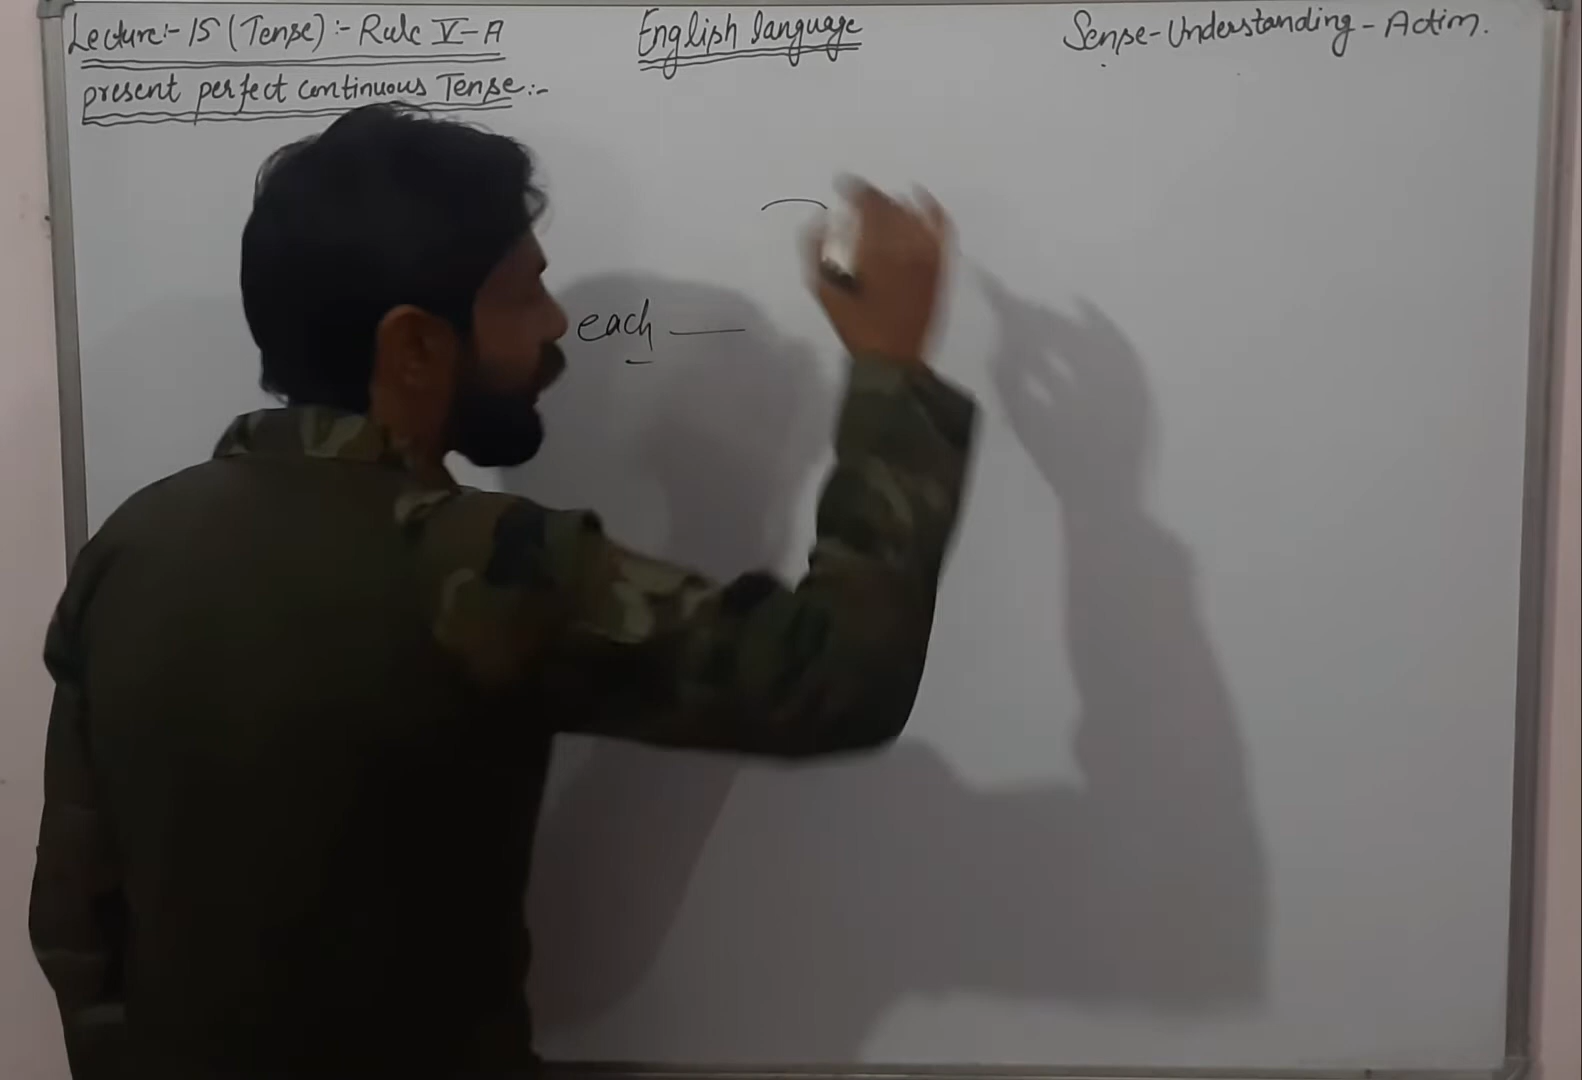 Lecture:- 15 (Tense) :- Rule V-A
English language
Sense-Understanding-Action.
present perfect continuous Tense:-
each —